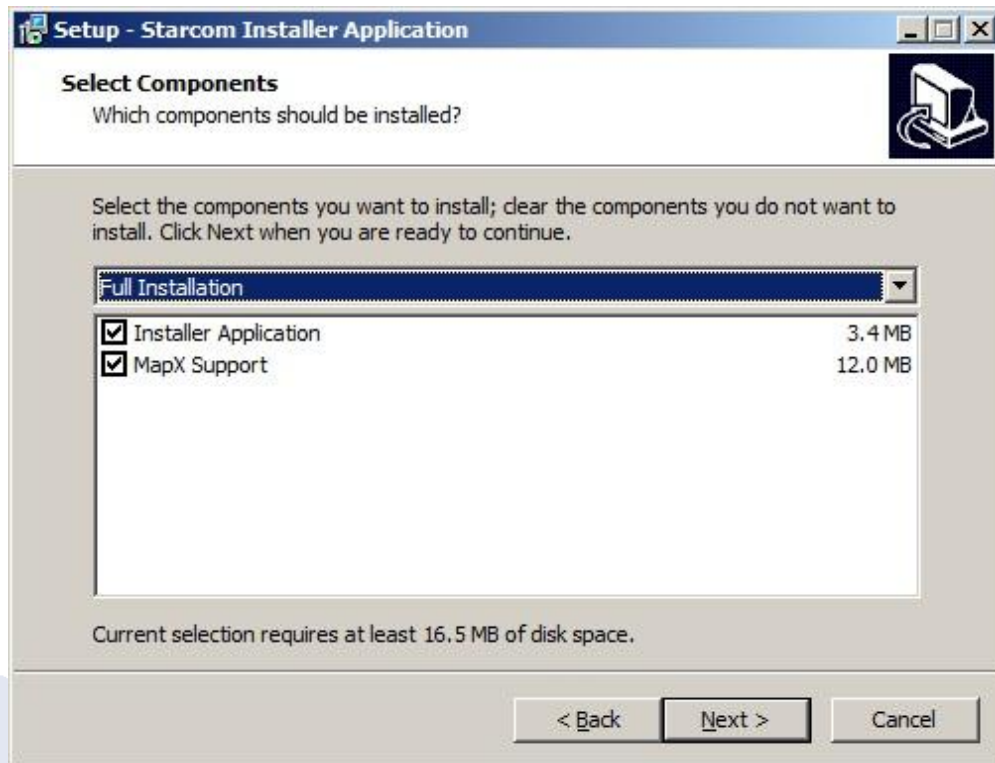 Setup - Starcom Installer Application
Select Components
Which components should be installed?
Select the components you want to install; clear the components you do not want to
install. Click Next when you are ready to continue.
Full Installation
Installer Application 3.4 MB
MapX Support 12.0 MB
Current selection requires at least 16.5 MB of disk space.
< Back Next > Cancel